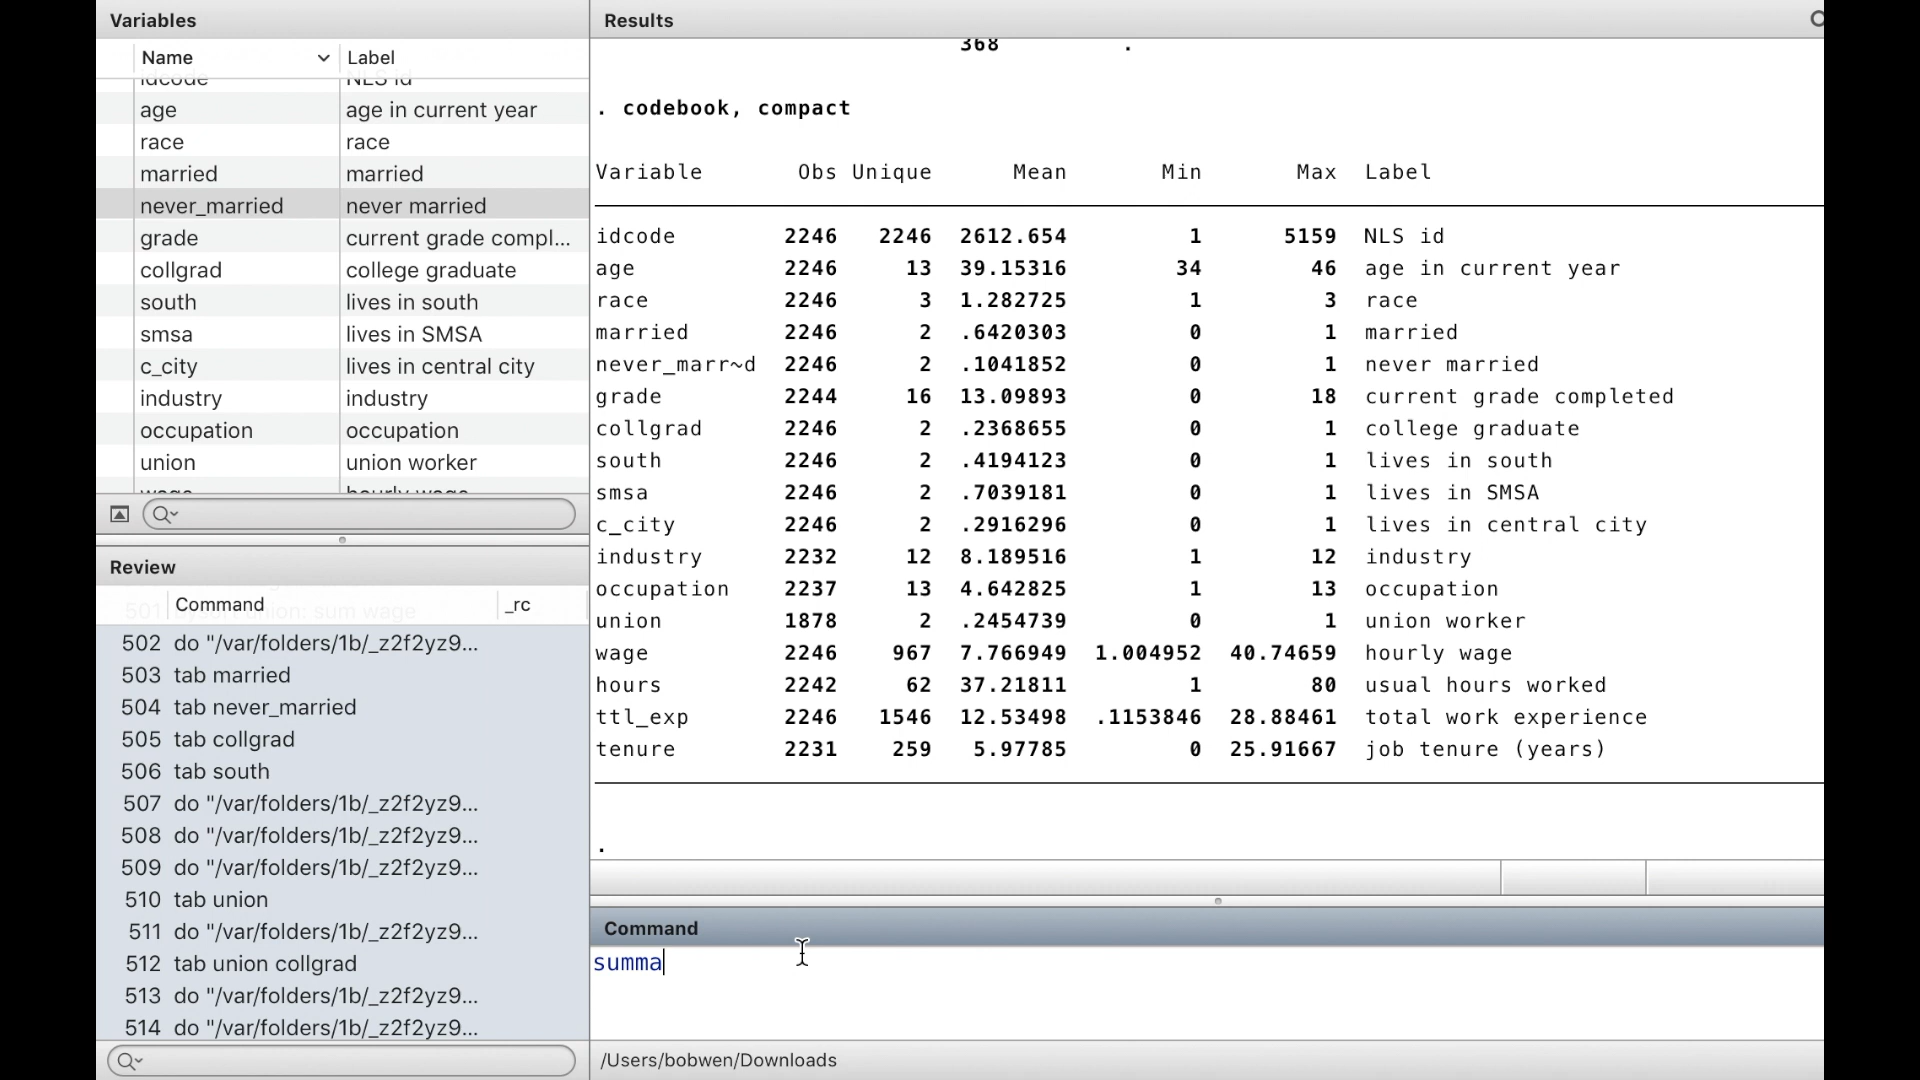 Variables
Name Label
idcode NLS id
age age in current year
race race
married married
never_married never married
grade current grade compl...
collgrad college graduate
south lives in south
smsa lives in SMSA
c_city lives in central city
industry industry
occupation occupation
union union worker
wage hourly wage
Review
Command _rc
501 bysort union: sum wage
502 do "/var/folders/1b/_z2f2yz9...
503 tab married
504 tab never_married
505 tab collgrad
506 tab south
507 do "/var/folders/1b/_z2f2yz9...
508 do "/var/folders/1b/_z2f2yz9...
509 do "/var/folders/1b/_z2f2yz9...
510 tab union
511 do "/var/folders/1b/_z2f2yz9...
512 tab union collgrad
513 do "/var/folders/1b/_z2f2yz9...
514 do "/var/folders/1b/_z2f2yz9...
Results
368 .
. codebook, compact
Variable Obs Unique Mean Min Max Label
idcode 2246 2246 2612.654 1 5159 NLS id
age 2246 13 39.15316 34 46 age in current year
race 2246 3 1.282725 1 3 race
married 2246 2 .6420303 0 1 married
never_marr~d 2246 2 .1041852 0 1 never married
grade 2244 16 13.09893 0 18 current grade completed
collgrad 2246 2 .2368655 0 1 college graduate
south 2246 2 .4194123 0 1 lives in south
smsa 2246 2 .7039181 0 1 lives in SMSA
c_city 2246 2 .2916296 0 1 lives in central city
industry 2232 12 8.189516 1 12 industry
occupation 2237 13 4.642825 1 13 occupation
union 1878 2 .2454739 0 1 union worker
wage 2246 967 7.766949 1.004952 40.74659 hourly wage
hours 2242 62 37.21811 1 80 usual hours worked
ttl_exp 2246 1546 12.53498 .1153846 28.88461 total work experience
tenure 2231 259 5.97785 0 25.91667 job tenure (years)
.
Command
summa
/Users/bobwen/Downloads